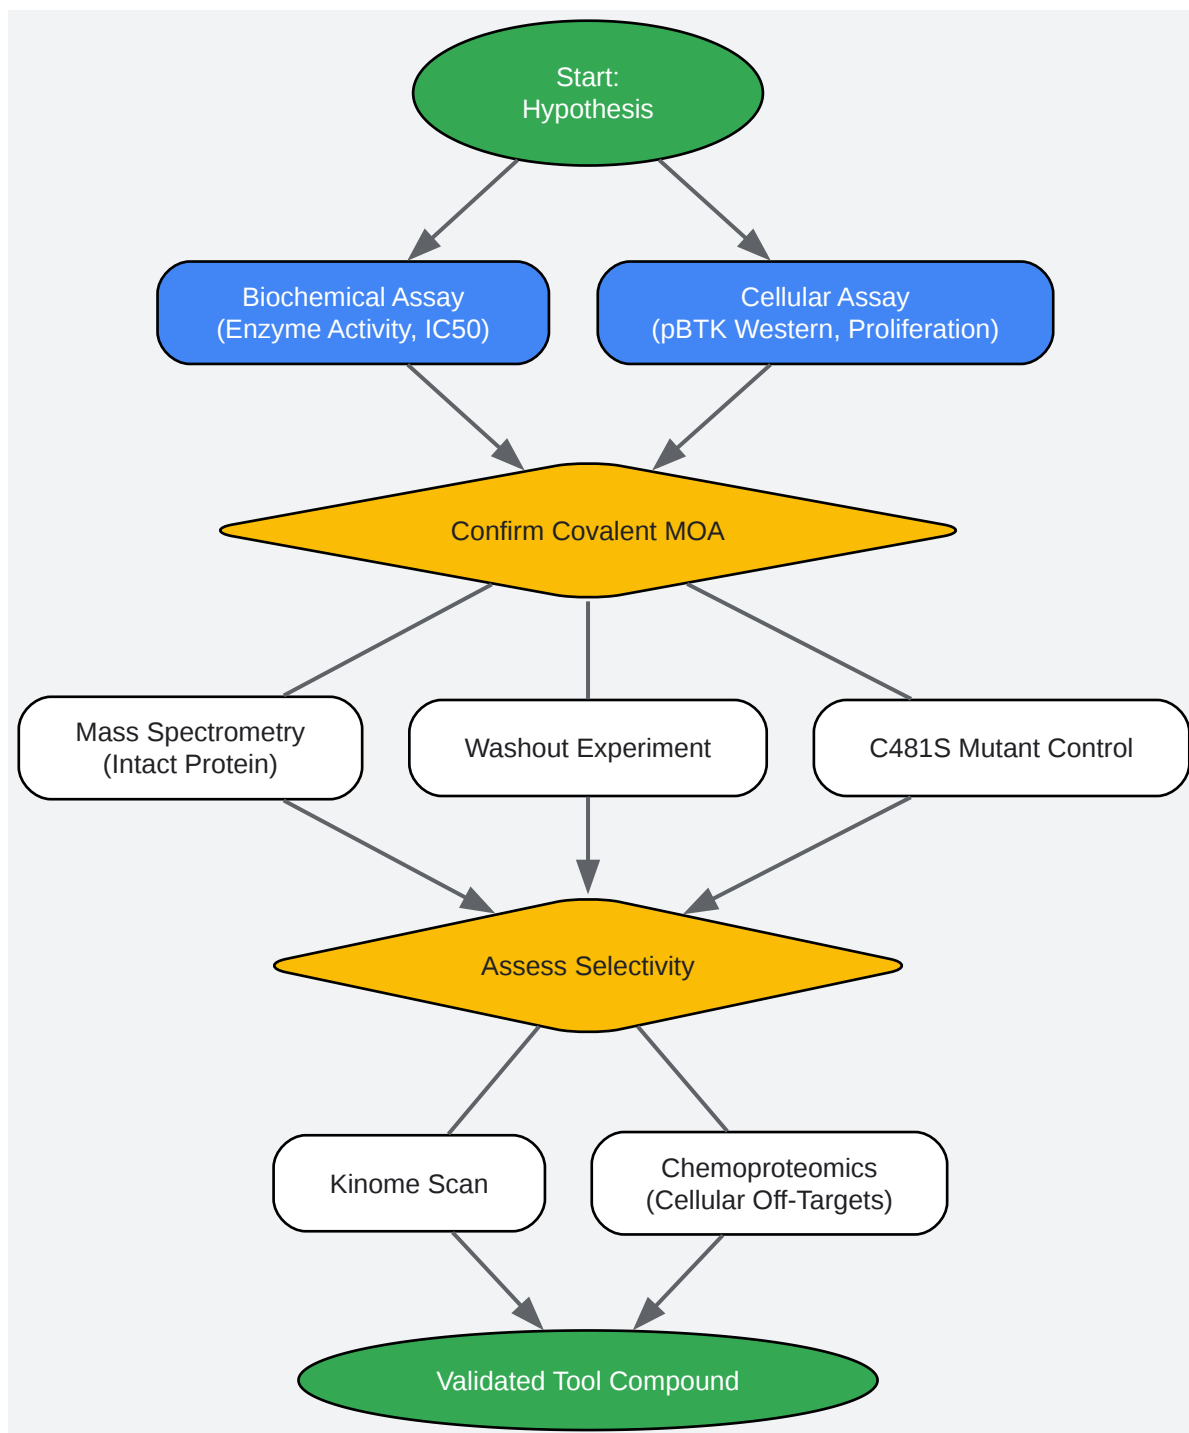 Start:
Hypothesis
Biochemical Assay
(Enzyme Activity, IC50)
Cellular Assay
(pBTK Western, Proliferation)
Confirm Covalent MOA
Mass Spectrometry
(Intact Protein)
Washout Experiment
C481S Mutant Control
Assess Selectivity
Kinome Scan
Chemoproteomics
(Cellular Off-Targets)
Validated Tool Compound